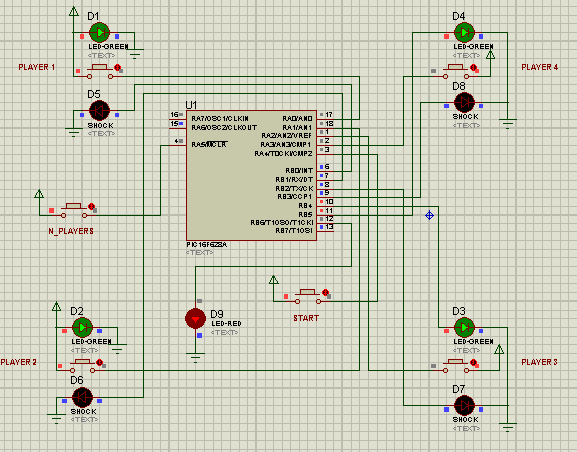 D1
LED-GREEN
<TEXT>
PLAYER 1
D5
SHOCK
<TEXT>
D4
LED-GREEN
<TEXT>
PLAYER 4
D8
SHOCK
<TEXT>
U1
16 RA7/OSC1/CLKIN RA0/AN0 17
15 RA6/OSC2/CLKOUT RA1/AN1 18
RA2/AN2/VREF 1
4 RA5/MCLR RA3/AN3/CMP1 2
RA4/T0CKI/CMP2 3
RB0/INT 6
RB1/RX/DT 7
RB2/TX/CK 8
RB3/CCP1 9
RB4 10
RB5 11
RB6/T1OSO/T1CKI 12
RB7/T1OSI 13
PIC16F628A
<TEXT>
N_PLAYERS
START
D9
LED-RED
<TEXT>
D2
LED-GREEN
<TEXT>
PLAYER 2
D6
SHOCK
<TEXT>
D3
LED-GREEN
<TEXT>
PLAYER 3
D7
SHOCK
<TEXT>